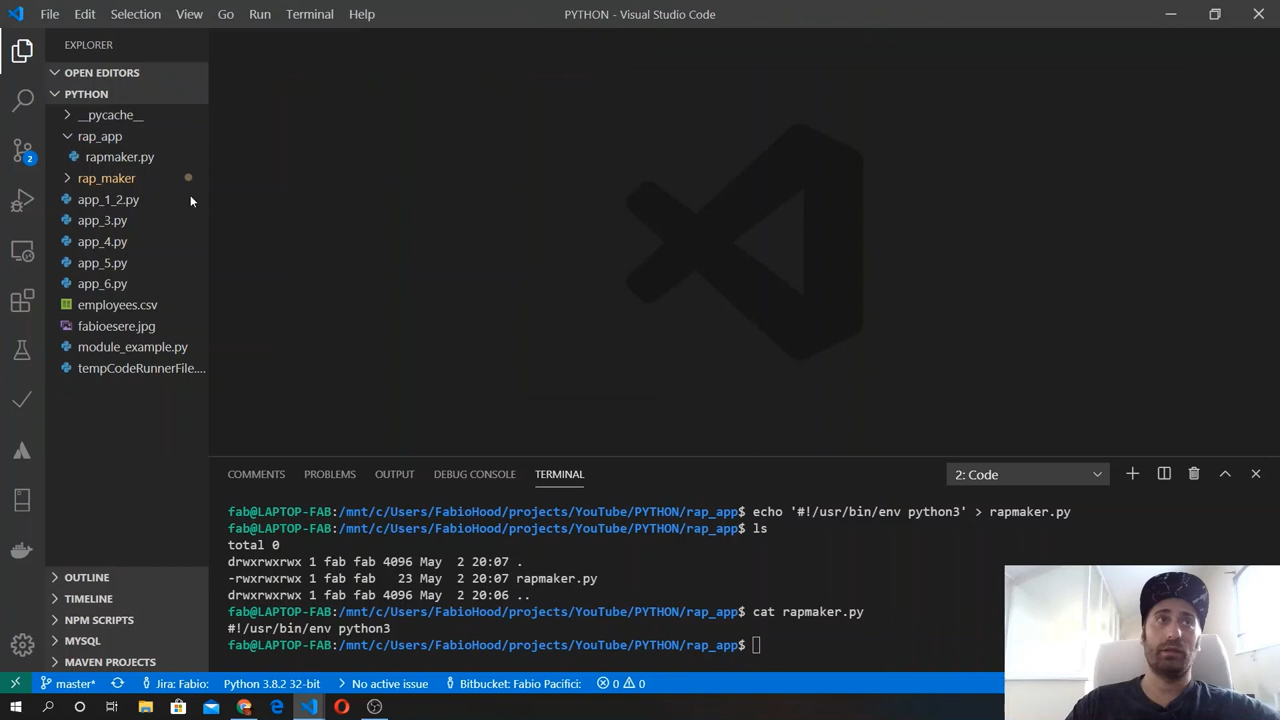 File Edit Selection View Go Run Terminal Help PYTHON - Visual Studio Code
EXPLORER
OPEN EDITORS
PYTHON
__pycache__
rap_app
rapmaker.py
rap_maker
2
app_1_2.py
app_3.py
app_4.py
app_5.py
app_6.py
employees.csv
fabioesere.jpg
module_example.py
tempCodeRunnerFile....
COMMENTS PROBLEMS OUTPUT DEBUG CONSOLE TERMINAL 2: Code
fab@LAPTOP-FAB:/mnt/c/Users/FabioHood/projects/YouTube/PYTHON/rap_app$ echo '#!/usr/bin/env python3' > rapmaker.py
fab@LAPTOP-FAB:/mnt/c/Users/FabioHood/projects/YouTube/PYTHON/rap_app$ ls
total 0
drwxrwxrwx 1 fab fab 4096 May  2 20:07 .
-rwxrwxrwx 1 fab fab   23 May  2 20:07 rapmaker.py
drwxrwxrwx 1 fab fab 4096 May  2 20:06 ..
fab@LAPTOP-FAB:/mnt/c/Users/FabioHood/projects/YouTube/PYTHON/rap_app$ cat rapmaker.py
#!/usr/bin/env python3
fab@LAPTOP-FAB:/mnt/c/Users/FabioHood/projects/YouTube/PYTHON/rap_app$
OUTLINE
TIMELINE
NPM SCRIPTS
MYSQL
MAVEN PROJECTS
master* Jira: Fabio: Python 3.8.2 32-bit No active issue Bitbucket: Fabio Pacifici: 0 0